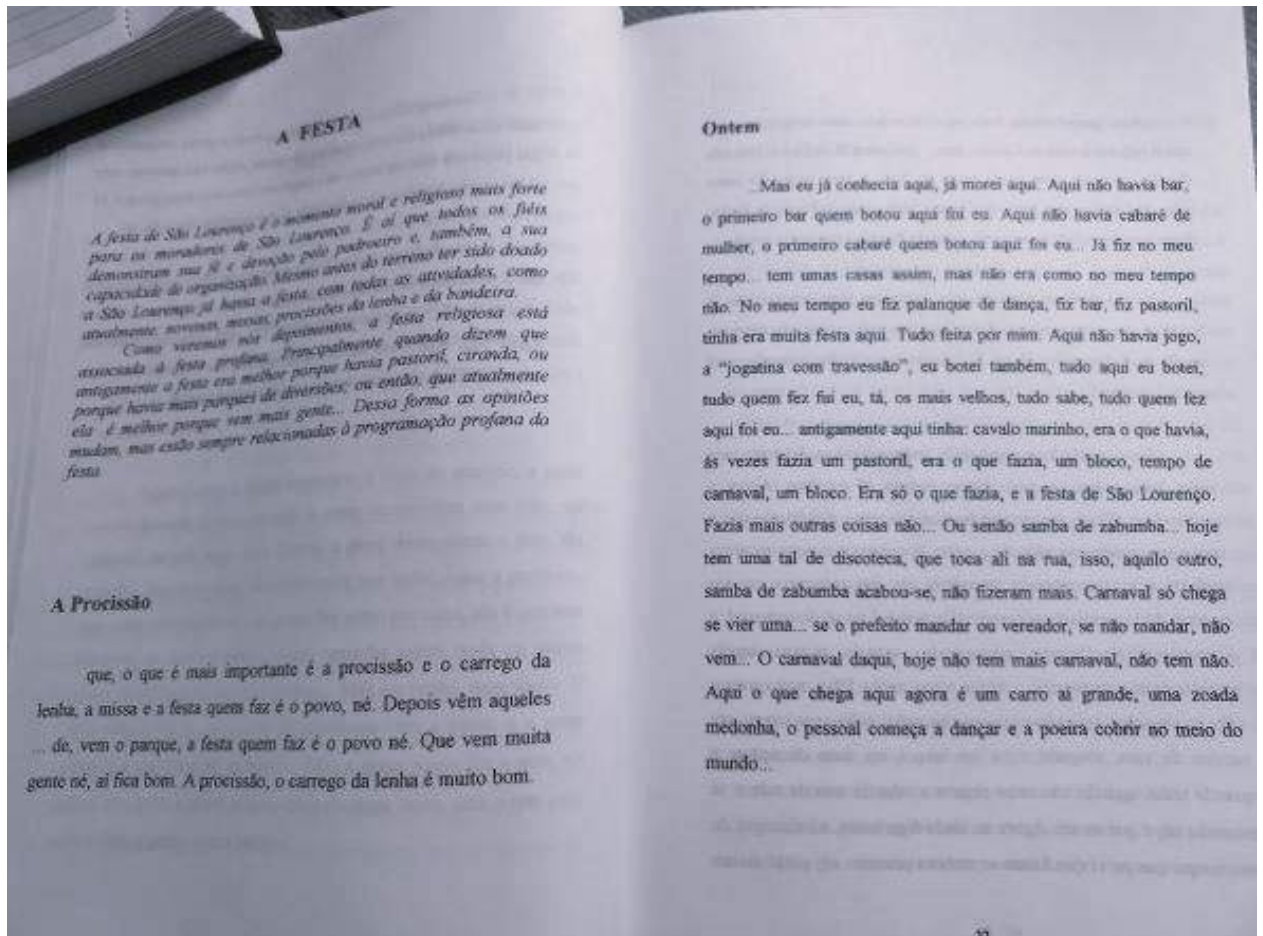 A FESTA
A festa de São Lourenço é o momento moral e religioso mais forte
para os moradores de São Lourenço. É aí que todos os fiéis
demonstram sua fé e devoção pelo padroeiro e, também, a sua
capacidade de organização. Mesmo antes do terreno ter sido doado
a São Lourenço já havia a festa, com todas as atividades, como
atualmente: novenas, missas, procissões da lenha e da bandeira.
Como veremos nos depoimentos, a festa religiosa está
associada à festa profana. Principalmente quando dizem que
antigamente a festa era melhor porque havia pastoril, ciranda, ou
porque havia mais parques de diversões; ou então, que atualmente
ela é melhor porque vem mais gente... Dessa forma as opiniões
mudam, mas estão sempre relacionadas à programação profana da
festa.
A Procissão
que, o que é mais importante é a procissão e o carrego da
lenha, a missa e a festa quem faz é o povo, né. Depois vêm aqueles
... de, vem o parque, a festa quem faz é o povo né. Que vem muita
gente né, aí fica bom. A procissão, o carrego da lenha é muito bom.
Ontem
...Mas eu já conhecia aqui, já morei aqui. Aqui não havia bar,
o primeiro bar quem botou aqui fui eu. Aqui não havia cabaré de
mulher, o primeiro cabaré quem botou aqui foi eu... Já fiz no meu
tempo... tem umas casas assim, mas não era como no meu tempo
não. No meu tempo eu fiz palanque de dança, fiz bar, fiz pastoril,
tinha era muita festa aqui. Tudo feita por mim. Aqui não havia jogo,
a “jogatina com travessão”, eu botei também, tudo aqui eu botei,
tudo quem fez fui eu, tá, os mais velhos, tudo sabe, tudo quem fez
aqui foi eu... antigamente aqui tinha: cavalo marinho, era o que havia,
às vezes fazia um pastoril, era o que fazia, um bloco, tempo de
carnaval, um bloco. Era só o que fazia, e a festa de São Lourenço.
Fazia mais outras coisas não... Ou senão samba de zabumba... hoje
tem uma tal de discoteca, que toca ali na rua, isso, aquilo outro,
samba de zabumba acabou-se, não fizeram mais. Carnaval só chega
se vier uma... se o prefeito mandar ou vereador, se não mandar, não
vem... O carnaval daqui, hoje não tem mais carnaval, não tem não.
Aqui o que chega aqui agora é um carro aí grande, uma zoada
medonha, o pessoal começa a dançar e a poeira cobrir no meio do
mundo...